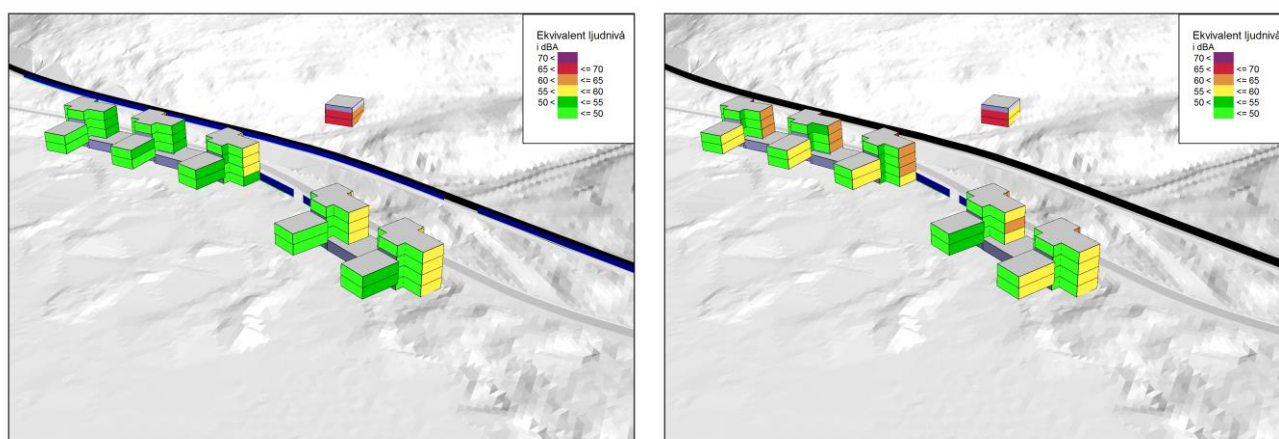 Ekvivalent ljudnivå
i dBA
70 <
65 < <= 70
60 < <= 65
55 < <= 60
50 < <= 55
<= 50
Ekvivalent ljudnivå
i dBA
70 <
65 < <= 70
60 < <= 65
55 < <= 60
50 < <= 55
<= 50